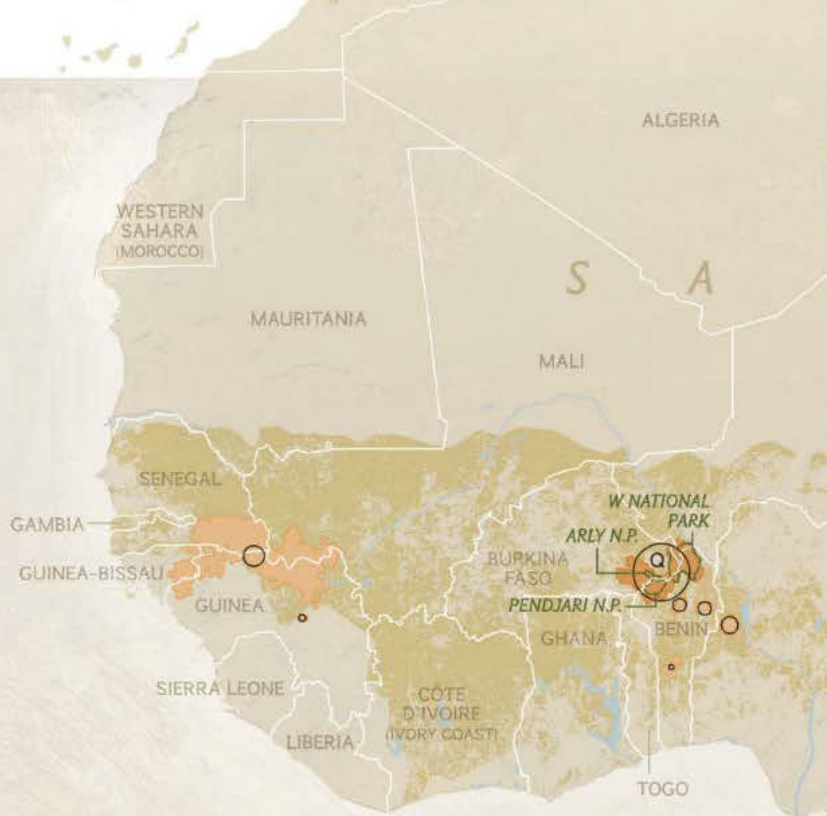 ALGERIA
WESTERN
SAHARA
(MOROCCO)
S A
MAURITANIA
MALI
SENEGAL
W NATIONAL
PARK
GAMBIA
ARLY N.P.
Q
BURKINA
FASO
GUINEA-BISSAU
GUINEA
PENDJARI N.P.
BENIN
GHANA
SIERRA LEONE
CÔTE
D'IVOIRE
(IVORY COAST)
LIBERIA
TOGO